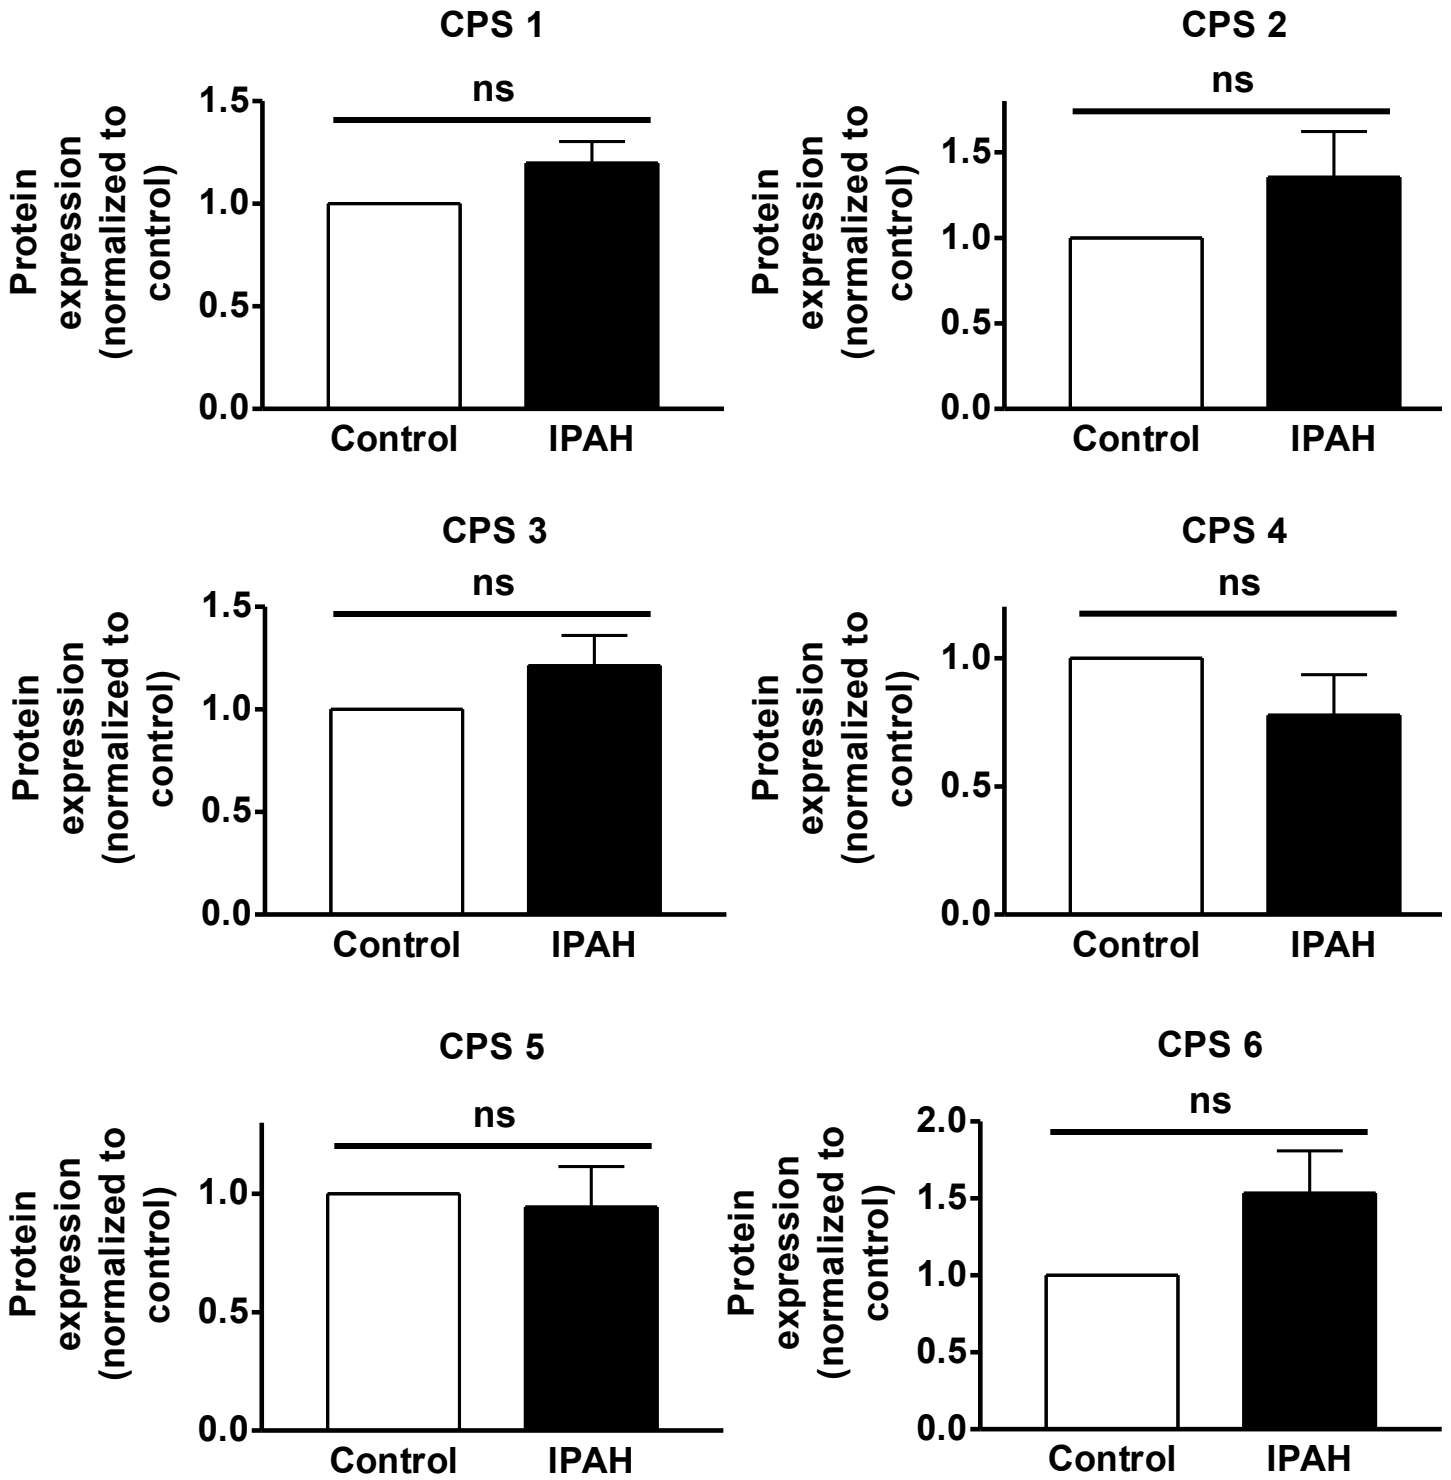 CPS 1
ns
Protein
expression
(normalized to
control)
1.5
1.0
0.5
0.0
Control IPAH
CPS 2
ns
Protein
expression
(normalized to
control)
1.5
1.0
0.5
0.0
Control IPAH
CPS 3
ns
Protein
expression
(normalized to
control)
1.5
1.0
0.5
0.0
Control IPAH
CPS 4
ns
Protein
expression
(normalized to
control)
1.0
0.5
0.0
Control IPAH
CPS 5
ns
Protein
expression
(normalized to
control)
1.0
0.5
0.0
Control IPAH
CPS 6
ns
Protein
expression
(normalized to
control)
2.0
1.5
1.0
0.5
0.0
Control IPAH